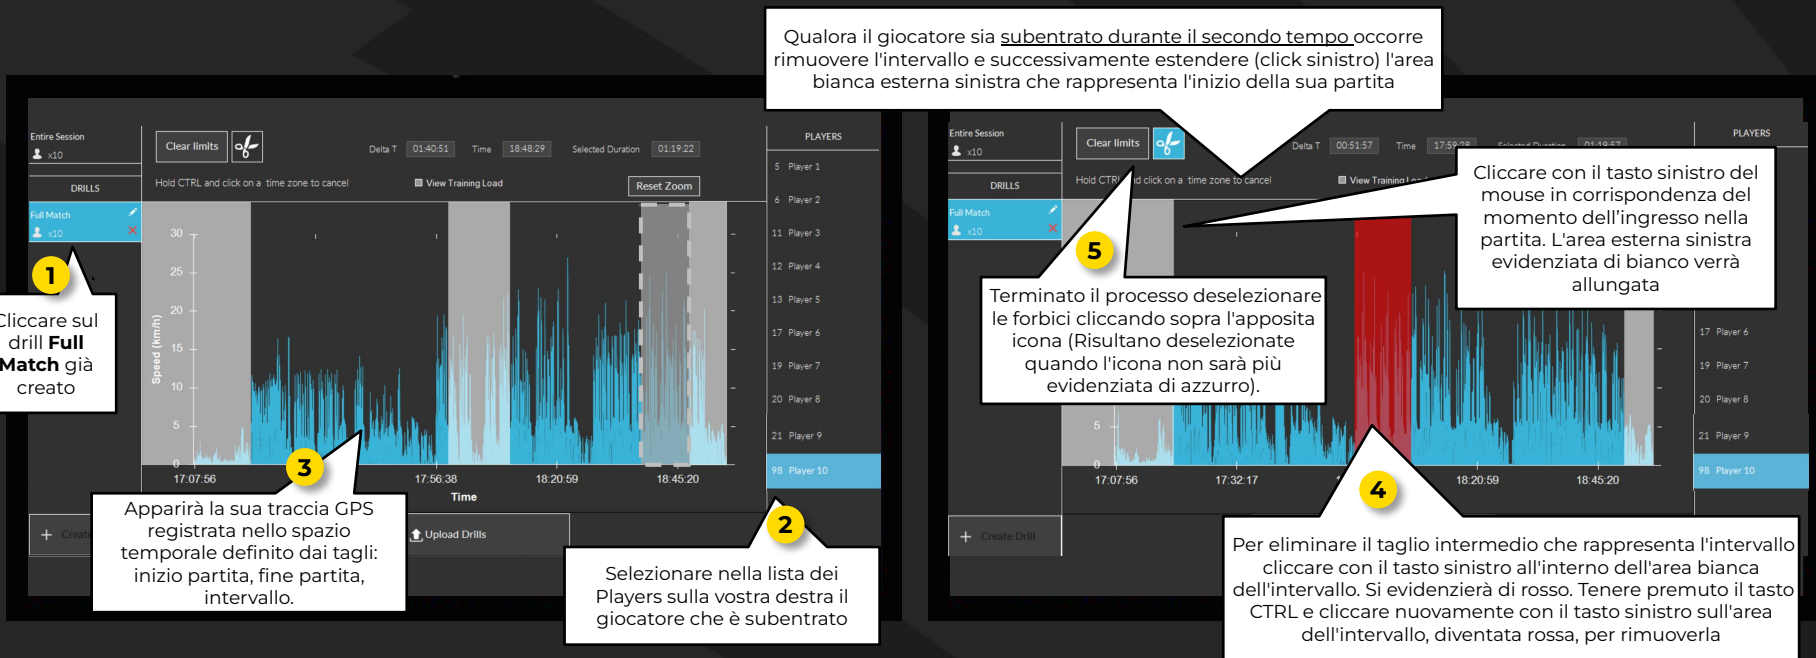 Qualora il giocatore sia subentrato durante il secondo tempo occorre
rimuovere l'intervallo e successivamente estendere (click sinistro) l'area
bianca esterna sinistra che rappresenta l'inizio della sua partita
Entire Session
x10
Clear limits
Delta T 01:40:51 Time 18:48:29 Selected Duration 01:19:22
PLAYERS
DRILLS
Hold CTRL and click on a time zone to cancel
View Training Load
Reset Zoom
Full Match
x10
5 Player 1
6 Player 2
11 Player 3
12 Player 4
13 Player 5
17 Player 6
19 Player 7
20 Player 8
21 Player 9
98 Player 10
Speed (km/h)
30
25
20
15
10
5
0
17:07:56
17:56:38
18:20:59
18:45:20
Time
1
Cliccare sul
drill Full
Match già
creato
3
Apparirà la sua traccia GPS
registrata nello spazio
temporale definito dai tagli:
inizio partita, fine partita,
intervallo.
+
Upload Drills
2
Selezionare nella lista dei
Players sulla vostra destra il
giocatore che è subentrato
Entire Session
x10
Clear limits
Delta T 00:51:57 Time
PLAYERS
DRILLS
Hold CTRL and click on a time zone to cancel
View Training
Full Match
x10
Cliccare con il tasto sinistro del
mouse in corrispondenza del
momento dell'ingresso nella
partita. L'area esterna sinistra
evidenziata di bianco verrà
allungata
5
Terminato il processo deselezionare
le forbici cliccando sopra l'apposita
icona (Risultano deselezionate
quando l'icona non sarà più
evidenziata di azzurro).
17 Player 6
19 Player 7
20 Player 8
21 Player 9
98 Player 10
5
0
17:07:56
17:32:17
18:20:59
18:45:20
+ Create Drill
4
Per eliminare il taglio intermedio che rappresenta l'intervallo
cliccare con il tasto sinistro all'interno dell'area bianca
dell'intervallo. Si evidenzierà di rosso. Tenere premuto il tasto
CTRL e cliccare nuovamente con il tasto sinistro sull'area
dell'intervallo, diventata rossa, per rimuoverla